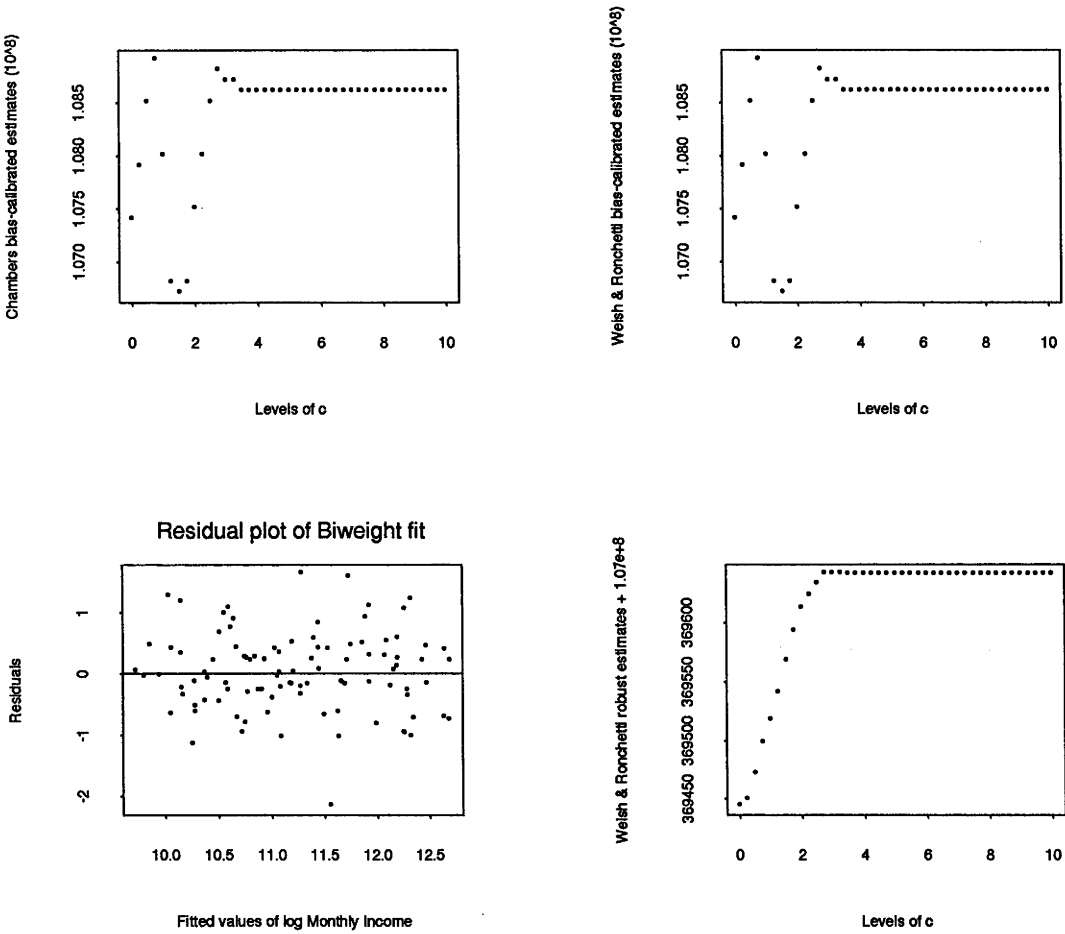 Chambers bias-calibrated estimates (10^8)
1.070 1.075 1.080 1.085
0 2 4 6 8 10
Levels of c
Welsh & Ronchetti bias-calibrated estimates (10^8)
1.070 1.075 1.080 1.085
0 2 4 6 8 10
Levels of c
Residual plot of Biweight fit
Residuals
-2 -1 0 1
10.0 10.5 11.0 11.5 12.0 12.5
Fitted values of log Monthly Income
Welsh & Ronchetti robust estimates + 1.07e+8
369450 369500 369550 369600
0 2 4 6 8 10
Levels of c